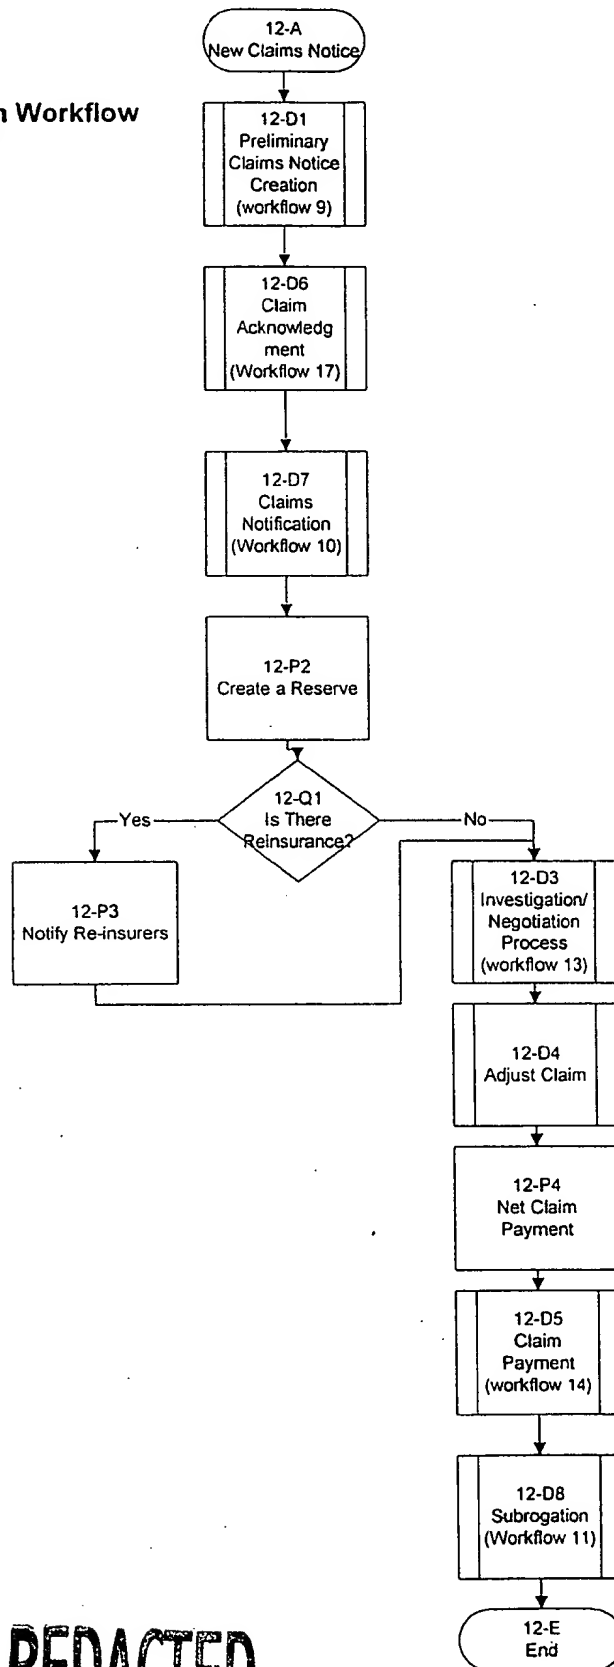 12-A
New Claims Notice
n Workflow
12-D1
Preliminary
Claims Notice
Creation
(workflow 9)
12-D6
Claim
Acknowledg
ment
(Workflow 17)
12-D7
Claims
Notification
(Workflow 10)
12-P2
Create a Reserve
12-Q1
Is There
Reinsurance?
Yes
No
12-P3
Notify Re-insurers
12-D3
Investigation/
Negotiation
Process
(workflow 13)
12-D4
Adjust Claim
12-P4
Net Claim
Payment
12-D5
Claim
Payment
(workflow 14)
12-D8
Subrogation
(Workflow 11)
12-E
End
REDACTED